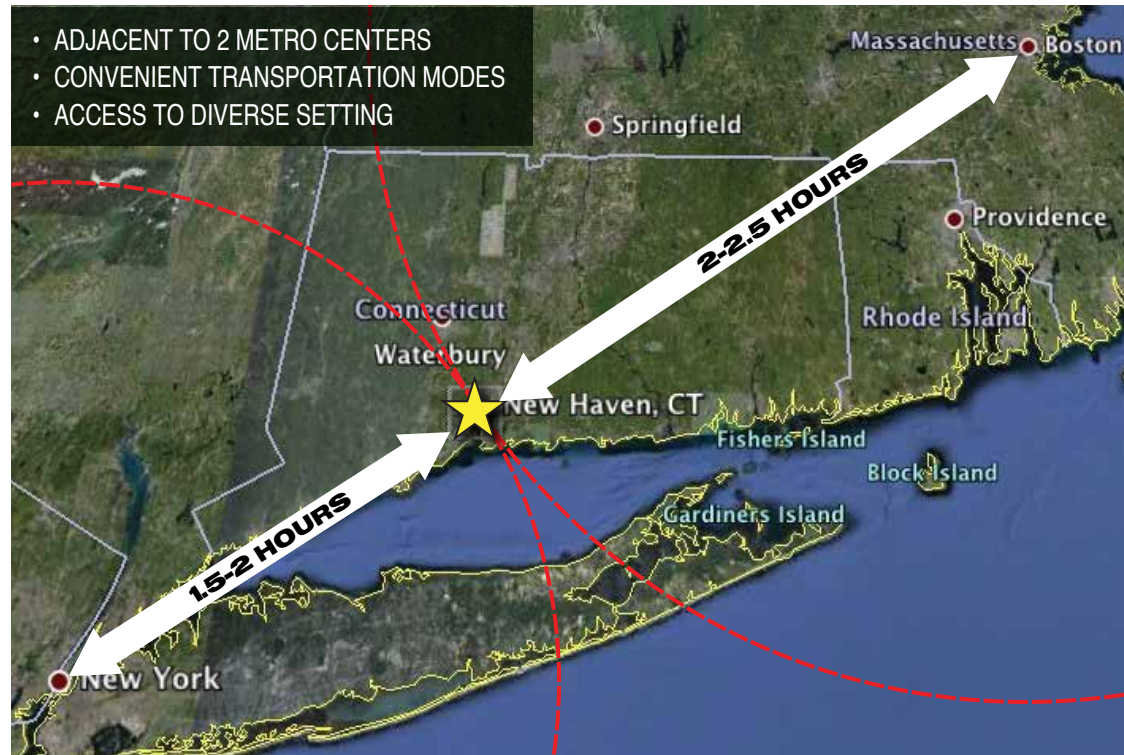 • ADJACENT TO 2 METRO CENTERS
• CONVENIENT TRANSPORTATION MODES
• ACCESS TO DIVERSE SETTING
Massachusetts
Boston
Springfield
2-2.5 HOURS
Providence
Connecticut
Rhode Island
Waterbury
New Haven, CT
Fishers Island
Block Island
Gardiners Island
1.5-2 HOURS
New York